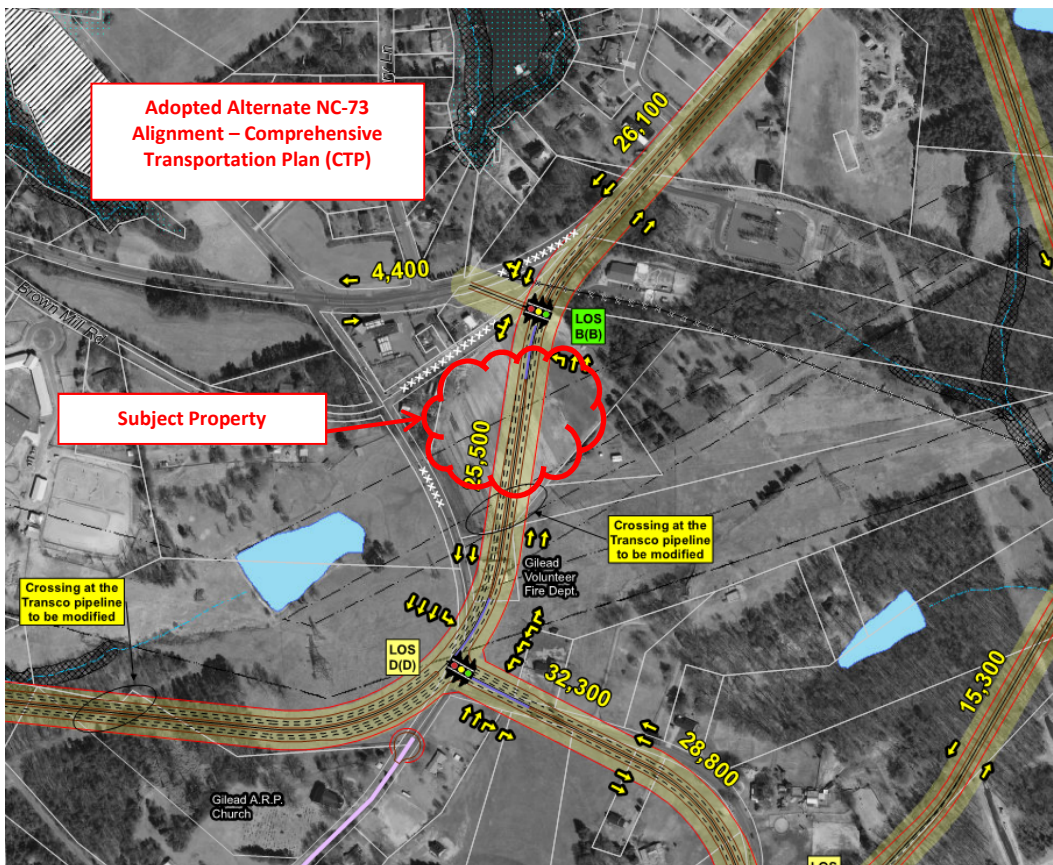 Adopted Alternate NC-73
Alignment – Comprehensive
Transportation Plan (CTP)
26,100
4,400
Brown Mill Rd
LOS
B(B)
Subject Property
25,500
Crossing at the
Transco pipeline
to be modified
Gilead
Volunteer
Fire Dept.
Crossing at the
Transco pipeline
to be modified
LOS
D(D)
32,300
15,300
28,800
Gilead A.R.P.
Church
LOS